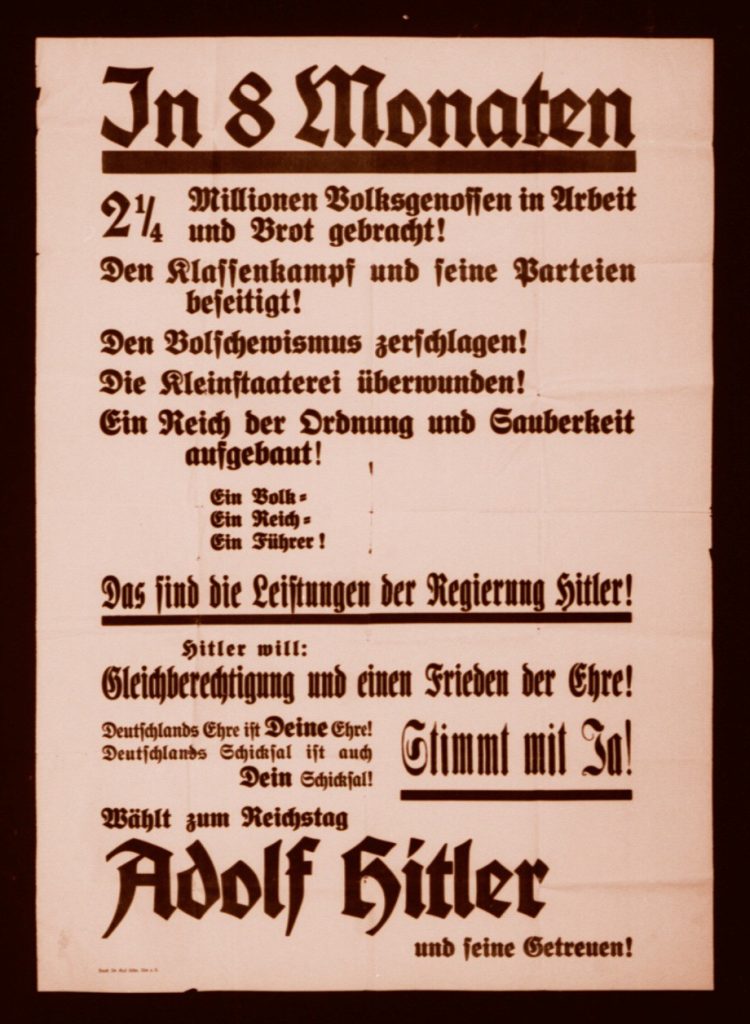 In 8 Monaten
2 1/4 Millionen Volksgenossen in Arbeit
und Brot gebracht!
Den Klassenkampf und seine Parteien
beseitigt!
Den Bolschewismus zerschlagen!
Die Kleinstaaterei überwunden!
Ein Reich der Ordnung und Sauberkeit
aufgebaut!
Ein Volk-
Ein Reich-
Ein Führer!
Das sind die Leistungen der Regierung Hitler!
Hitler will:
Gleichberechtigung und einen Frieden der Ehre!
Deutschlands Ehre ist Deine Ehre!
Deutschlands Schicksal ist auch
Dein Schicksal!
Stimmt mit Ja!
Wählt zum Reichstag
Adolf Hitler
und seine Getreuen!